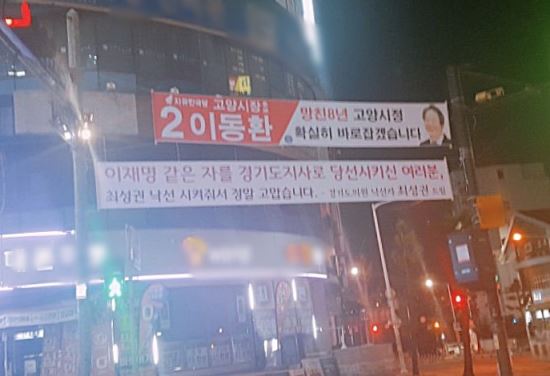 자유한국당 고양시장후보
2 이동환
망친8년 고양시정
확실히 바로잡겠습니다
이재명 같은 자를 경기도지사로 당선시키신 여러분,
최성권 낙선 시켜줘서 정말 고맙습니다. - 경기도의원 낙선자 최성권 드림